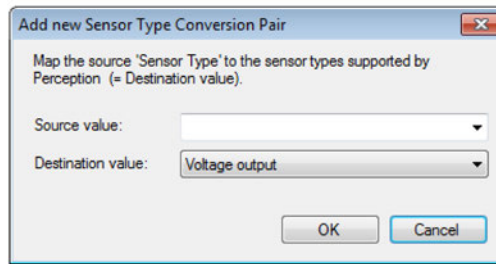 Add new Sensor Type Conversion Pair
Map the source 'Sensor Type' to the sensor types supported by
Perception (= Destination value).
Source value:
Destination value: Voltage output
OK Cancel